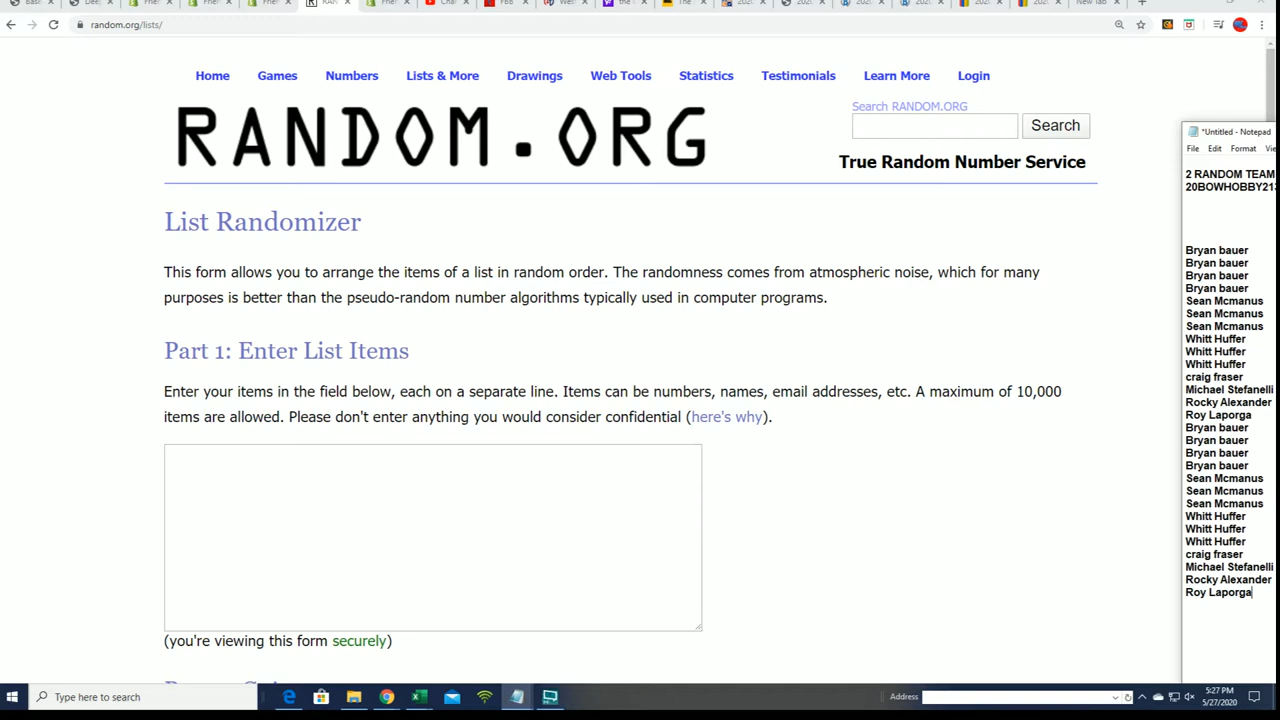 random.org/lists/
Home Games Numbers Lists & More Drawings Web Tools Statistics Testimonials Learn More Login
RANDOM.ORG
Search RANDOM.ORG
Search
True Random Number Service
List Randomizer
This form allows you to arrange the items of a list in random order. The randomness comes from atmospheric noise, which for many
purposes is better than the pseudo-random number algorithms typically used in computer programs.
Part 1: Enter List Items
Enter your items in the field below, each on a separate line. Items can be numbers, names, email addresses, etc. A maximum of 10,000
items are allowed. Please don't enter anything you would consider confidential (here's why).
(you're viewing this form securely)
*Untitled - Notepad
File Edit Format Vie
2 RANDOM TEAM
20BOWHOBBY213
Bryan bauer
Bryan bauer
Bryan bauer
Bryan bauer
Sean Mcmanus
Sean Mcmanus
Sean Mcmanus
Whitt Huffer
Whitt Huffer
Whitt Huffer
craig fraser
Michael Stefanelli
Rocky Alexander
Roy Laporga
Bryan bauer
Bryan bauer
Bryan bauer
Bryan bauer
Sean Mcmanus
Sean Mcmanus
Sean Mcmanus
Whitt Huffer
Whitt Huffer
Whitt Huffer
craig fraser
Michael Stefanelli
Rocky Alexander
Roy Laporga
Type here to search
Address
5:27 PM
5/27/2020